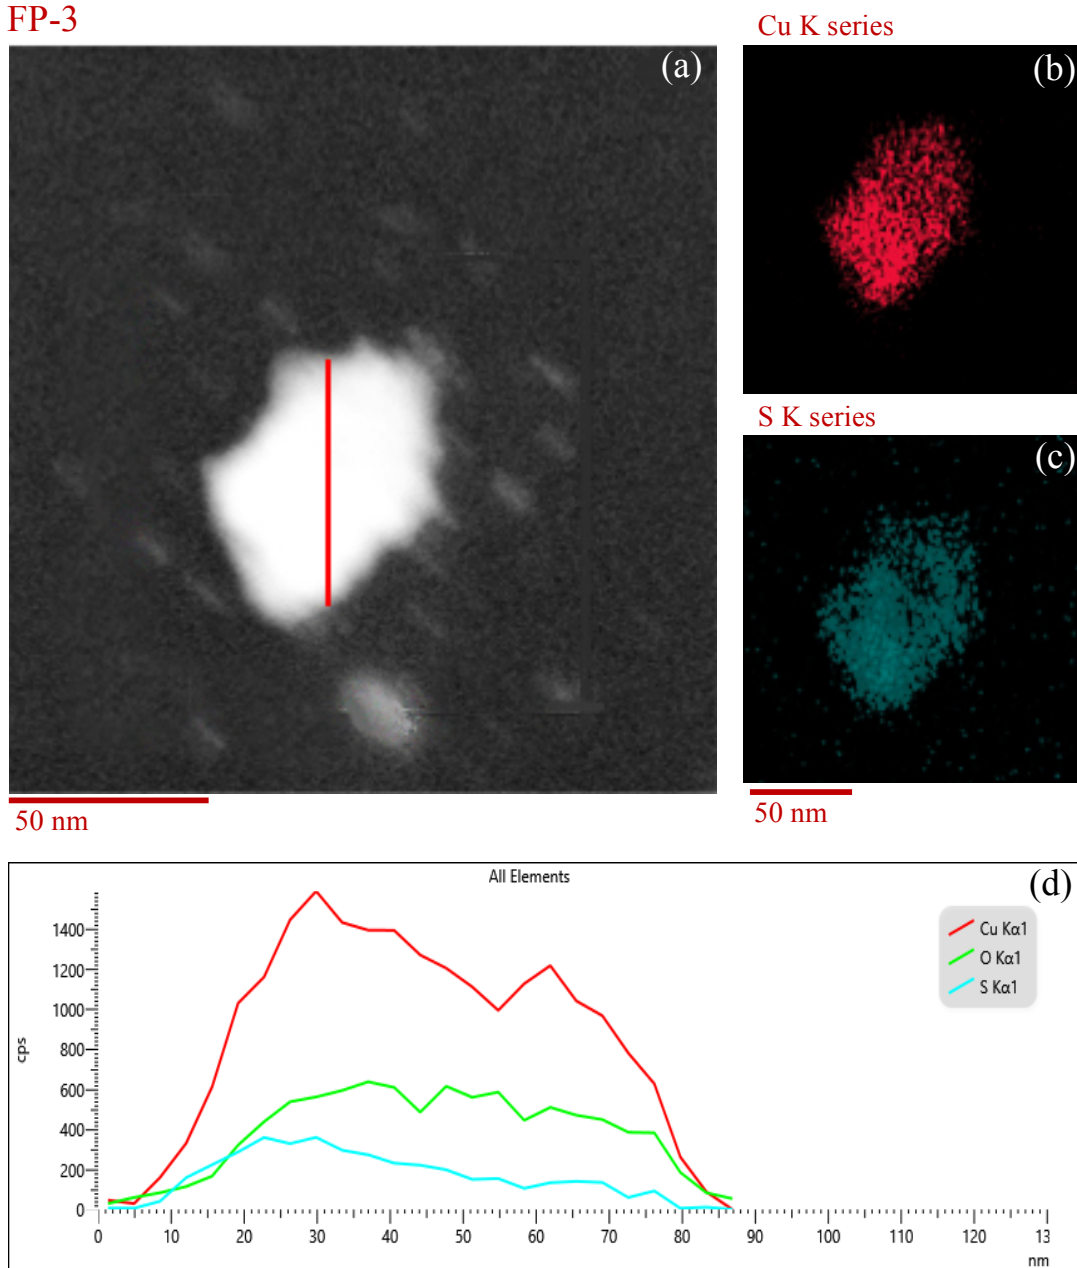 FP-3
Cu K series
(a)
(b)
S K series
(c)
50 nm
50 nm
All Elements
(d)
Cu Kα1
O Kα1
S Kα1
cps
1400
1200
1000
800
600
400
200
0
0 10 20 30 40 50 60 70 80 90 100 110 120 13
nm